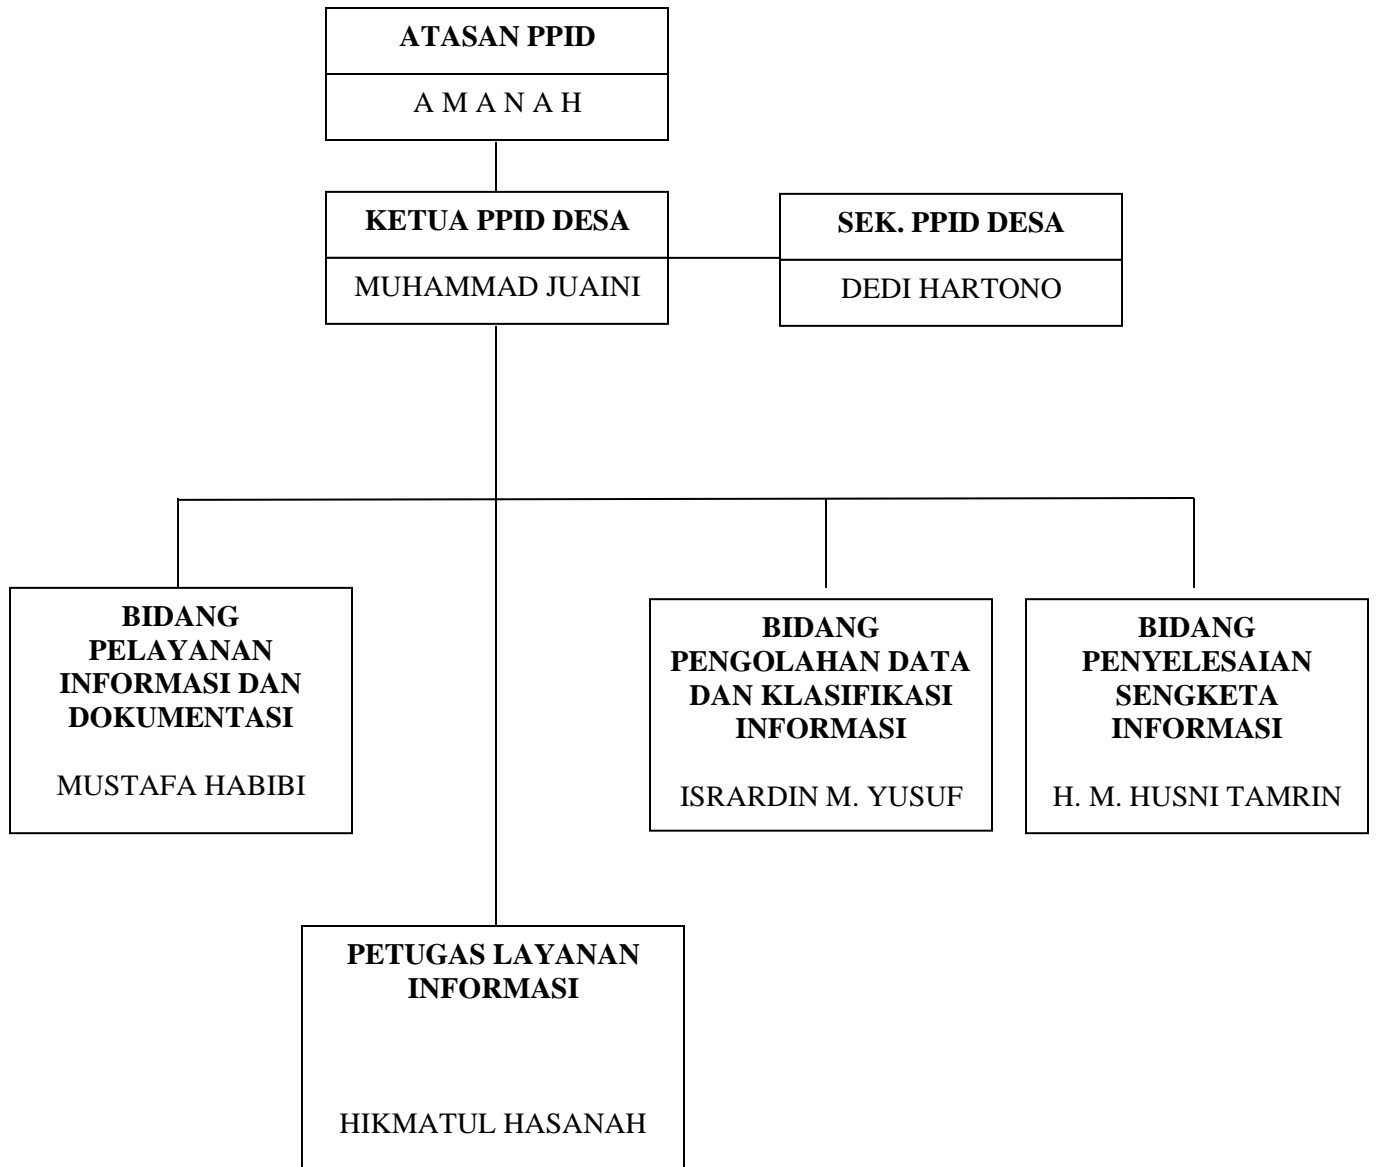 ATASAN PPID
A M A N A H
KETUA PPID DESA
MUHAMMAD JUAINI
SEK. PPID DESA
DEDI HARTONO
BIDANG
PELAYANAN
INFORMASI DAN
DOKUMENTASI
MUSTAFA HABIBI
BIDANG
PENGOLAHAN DATA
DAN KLASIFIKASI
INFORMASI
ISRARDIN M. YUSUF
BIDANG
PENYELESAIAN
SENGKETA
INFORMASI
H. M. HUSNI TAMRIN
PETUGAS LAYANAN
INFORMASI
HIKMATUL HASANAH